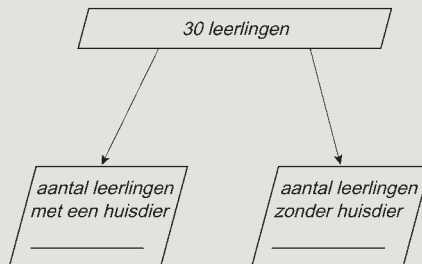 30 leerlingen
aantal leerlingen
met een huisdier
aantal leerlingen
zonder huisdier